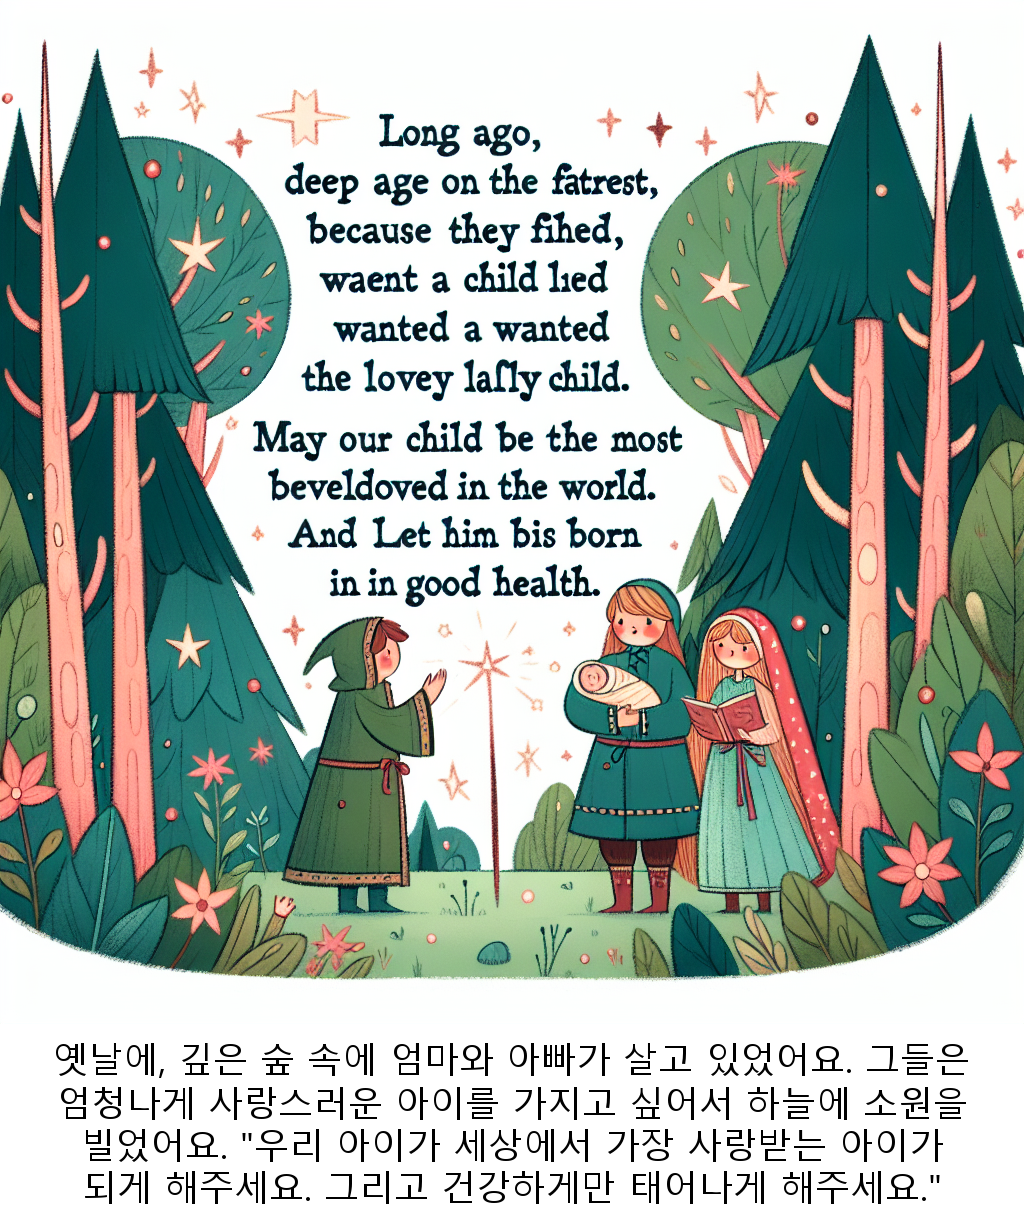 Long ago,
deep age on the fatrest,
because they fihed,
waent a child lıed
wanted a wanted
the lovey lafly child.
May our child be the most
beveldoved in the world.
And Let him bis born
in in good health.
옛날에, 깊은 숲 속에 엄마와 아빠가 살고 있었어요. 그들은
엄청나게 사랑스러운 아이를 가지고 싶어서 하늘에 소원을
빌었어요. "우리 아이가 세상에서 가장 사랑받는 아이가
되게 해주세요. 그리고 건강하게만 태어나게 해주세요."